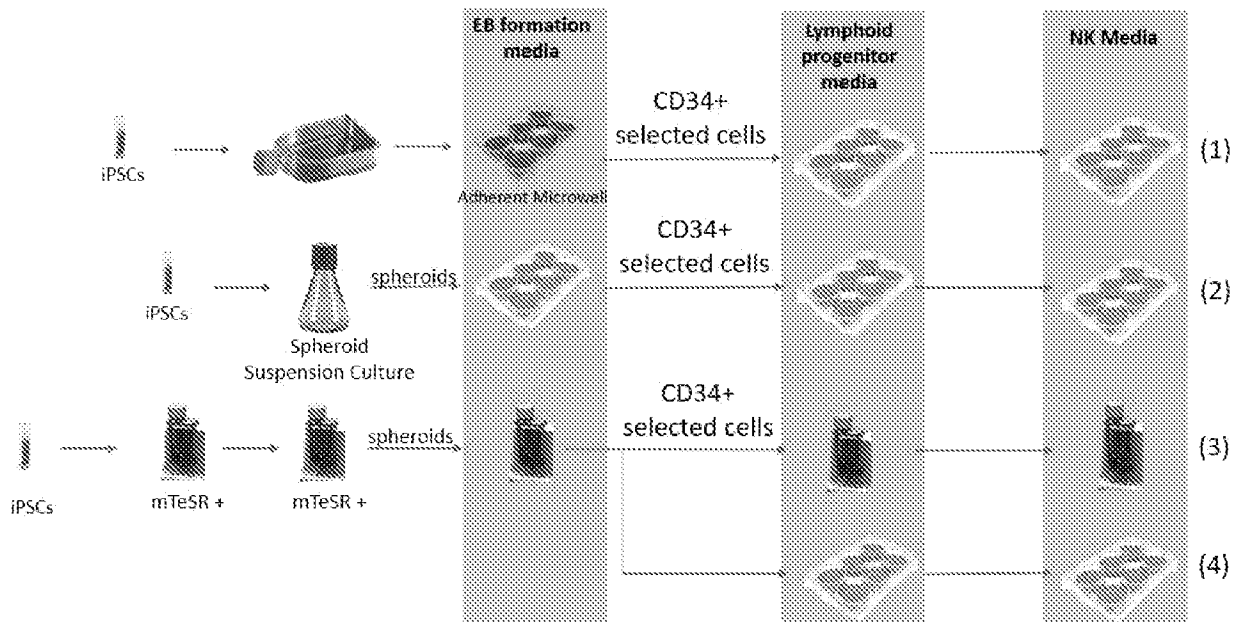 EB formation
media
Lymphoid
progenitor
media
NK Media
CD34+
selected cells
iPSCs
Adherent Microwell
(1)
CD34+
selected cells
spheroids
iPSCs
Spheroid
Suspension Culture
(2)
CD34+
selected cells
spheroids
iPSCs
mTeSR +
mTeSR +
(3)
(4)